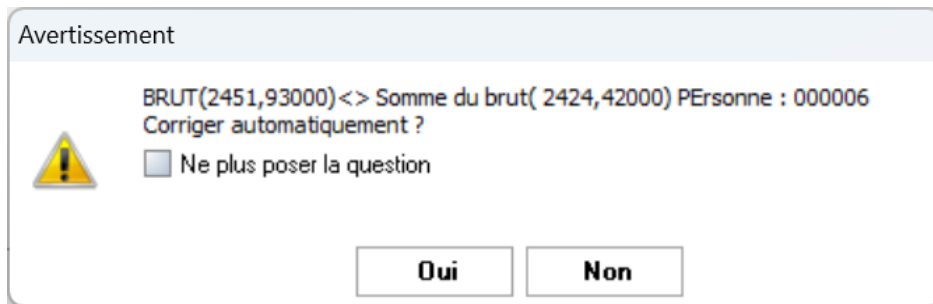 Avertissement
BRUT(2451,93000)<> Somme du brut( 2424,42000) PErsonne : 000006
Corriger automatiquement ?
Ne plus poser la question
Oui Non